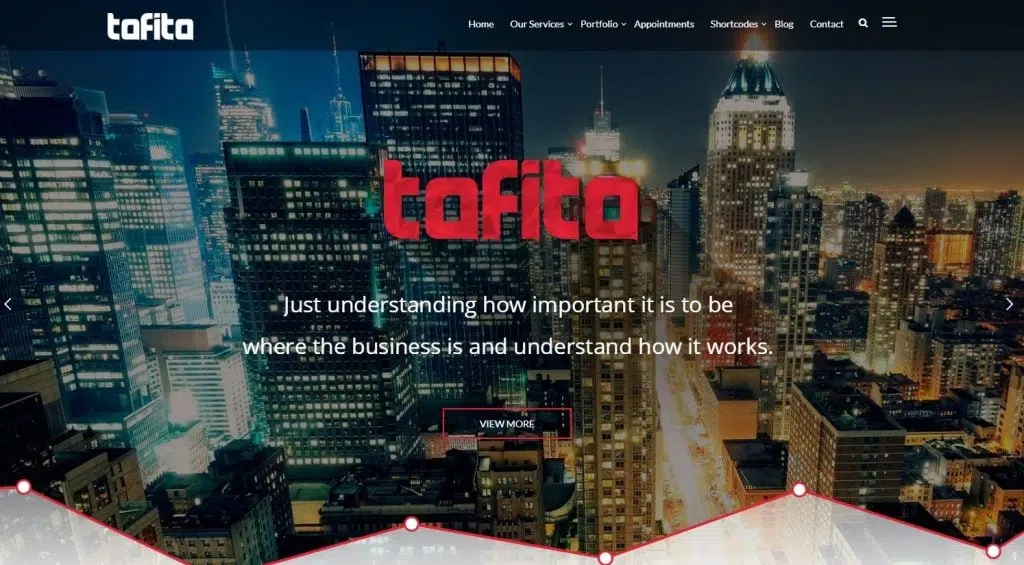 tafita
Home Our Services Portfolio Appointments Shortcodes Blog Contact
tafita
Just understanding how important it is to be
where the business is and understand how it works.
VIEW MORE